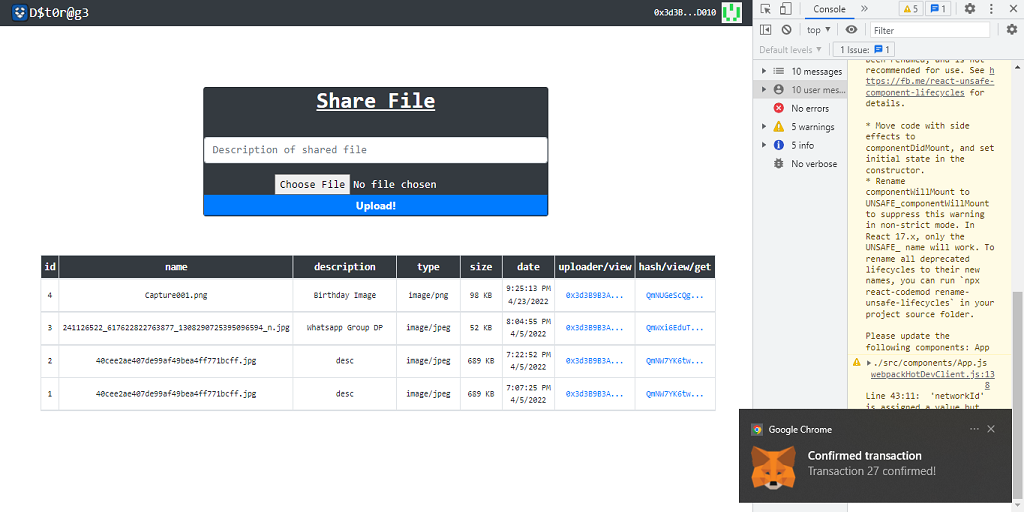 D$t0r@g3
0x3d3B...D010
Share File
Description of shared file
Choose File No file chosen
Upload!
id name description type size date uploader/view hash/view/get
4 Capture001.png Birthday Image image/png 98 KB 9:25:13 PM 4/23/2022 0x3d3B9B3A... QmNUGeScQg...
3 241126522_617622822763877_1308290725395096594_n.jpg Whatsapp Group DP image/jpeg 52 KB 8:04:55 PM 4/5/2022 0x3d3B9B3A... QmWxi6EduT...
2 40cee2ae407de99af49bea4ff771bcff.jpg desc image/jpeg 689 KB 7:22:52 PM 4/5/2022 0x3d3B9B3A... QmNW7YK6tw...
1 40cee2ae407de99af49bea4ff771bcff.jpg desc image/jpeg 689 KB 7:07:25 PM 4/5/2022 0x3d3B9B3A... QmNW7YK6tw...
Console
5
1
top
Filter
Default levels
1 Issue: 1
10 messages
10 user mes...
No errors
5 warnings
5 info
No verbose
been renamed, and is not
recommended for use. See h
ttps://fb.me/react-unsafe-
component-lifecycles for
details.
* Move code with side
effects to
componentDidMount, and set
initial state in the
constructor.
* Rename
componentWillMount to
UNSAFE_componentWillMount
to suppress this warning
in non-strict mode. In
React 17.x, only the
UNSAFE_ name will work. To
rename all deprecated
lifecycles to their new
names, you can run `npx
react-codemod rename-
unsafe-lifecycles` in your
project source folder.
Please update the
following components: App
./src/components/App.js
webpackHotDevClient.js:13
8
Line 43:11: 'networkId'
is assigned a value but
Google Chrome
Confirmed transaction
Transaction 27 confirmed!